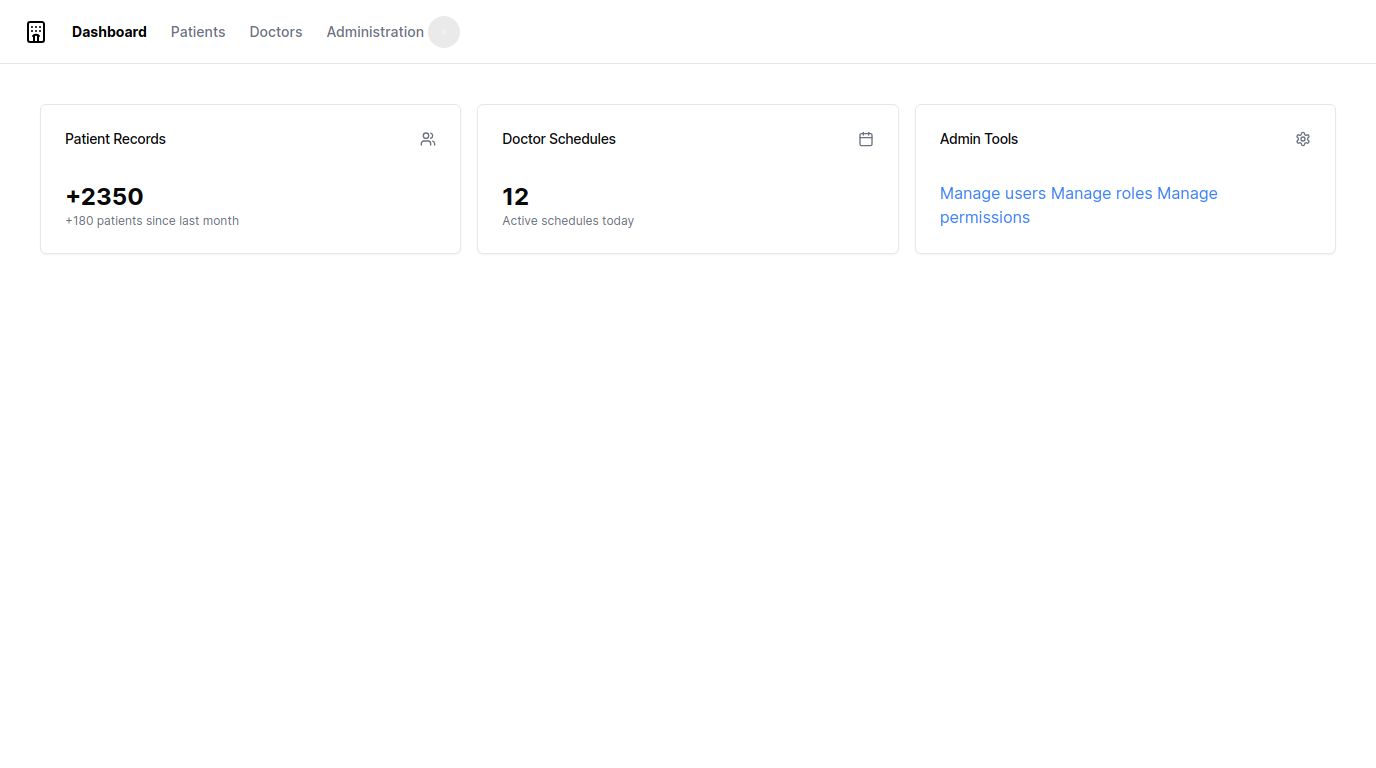 Dashboard Patients Doctors Administration
Patient Records
+2350
+180 patients since last month
Doctor Schedules
12
Active schedules today
Admin Tools
Manage users Manage roles Manage
permissions